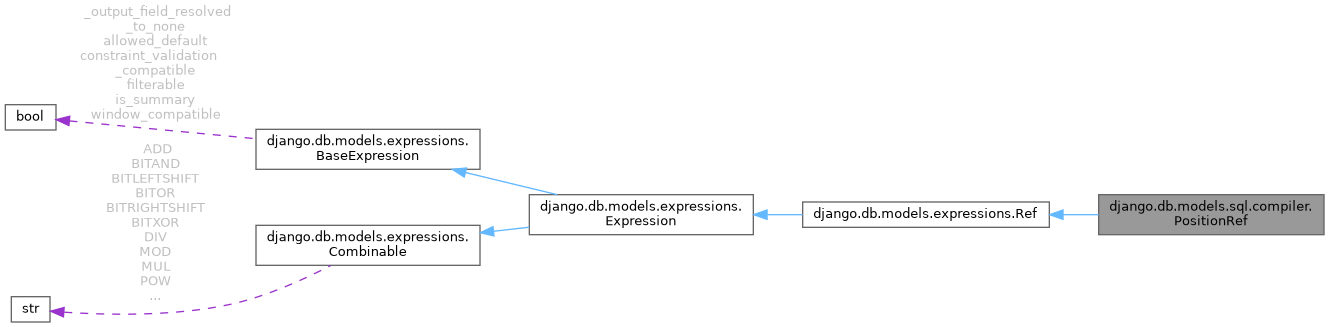 _output_field_resolved
_to_none
allowed_default
constraint_validation
_compatible
filterable
is_summary
window_compatible
bool
django.db.models.expressions.
BaseExpression
ADD
BITAND
BITLEFTSHIFT
BITOR
BITRIGHTSHIFT
BITXOR
DIV
MOD
MUL
POW
...
str
django.db.models.expressions.
Combinable
django.db.models.expressions.
Expression
django.db.models.expressions.Ref
django.db.models.sql.compiler.
PositionRef